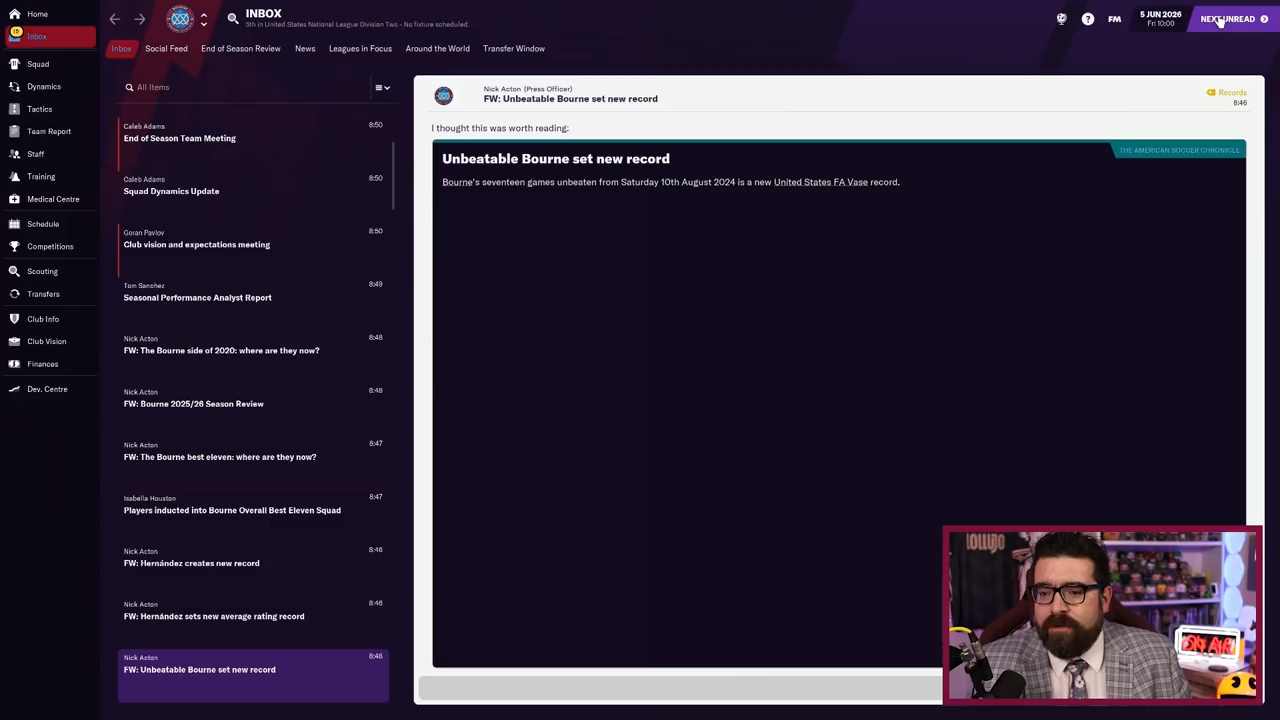 Home
15
Inbox
Squad
Dynamics
Tactics
Team Report
Staff
Training
Medical Centre
Schedule
Competitions
Scouting
Transfers
Club Info
Club Vision
Finances
Dev. Centre
INBOX
6th in United States National League Division Two - No fixture scheduled.
FM
5 JUN 2026
Fri 10:00
NEXT UNREAD
Inbox
Social Feed
End of Season Review
News
Leagues in Focus
Around the World
Transfer Window
All Items
Caleb Adams
8:50
End of Season Team Meeting
Caleb Adams
8:50
Squad Dynamics Update
Goran Pavlov
8:50
Club vision and expectations meeting
Tom Sanchez
8:49
Seasonal Performance Analyst Report
Nick Acton
8:48
FW: The Bourne side of 2020: where are they now?
Nick Acton
8:48
FW: Bourne 2025/26 Season Review
Nick Acton
8:47
FW: The Bourne best eleven: where are they now?
Isabella Houston
8:47
Players inducted into Bourne Overall Best Eleven Squad
Nick Acton
8:46
FW: Hernández creates new record
Nick Acton
8:46
FW: Hernández sets new average rating record
Nick Acton
8:46
FW: Unbeatable Bourne set new record
Nick Acton (Press Officer)
FW: Unbeatable Bourne set new record
Records
8:46
I thought this was worth reading:
THE AMERICAN SOCCER CHRONICLE
Unbeatable Bourne set new record
Bourne's seventeen games unbeaten from Saturday 10th August 2024 is a new United States FA Vase record.
lollujo
ON AIR